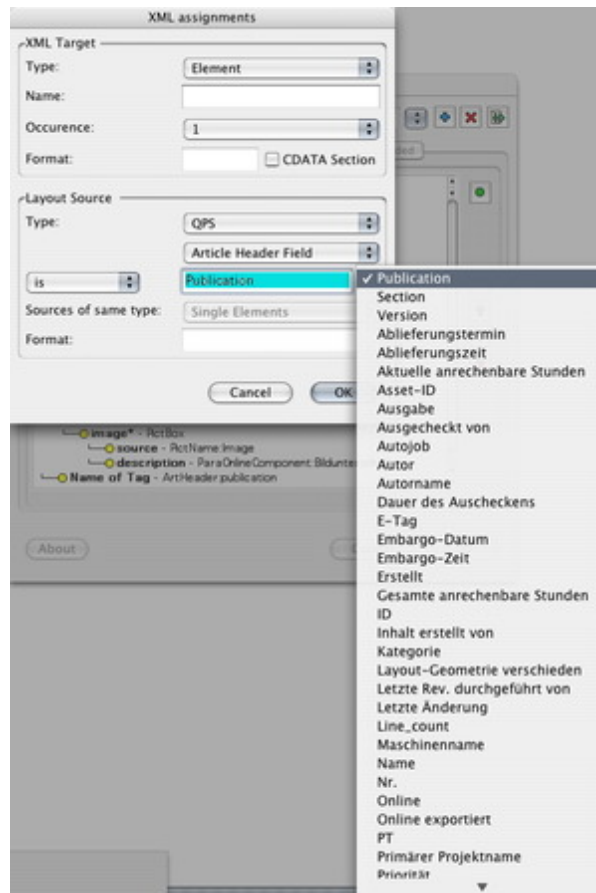 XML assignments
XML Target
Type: Element
Name:
Occurence: 1
Format: CDATA Section
Layout Source
Type: QPS
Article Header Field
is Publication
Sources of same type: Single Elements
Format:
Cancel OK
image* - PictBox
source - PictName:Image
description - ParaOnlineComponent:Bildunte
Name of Tag - ArtHeader:publication
About
✓ Publication
Section
Version
Ablieferungstermin
Ablieferungszeit
Aktuelle anrechenbare Stunden
Asset-ID
Ausgabe
Ausgecheckt von
Autojob
Autor
Autorname
Dauer des Auscheckens
E-Tag
Embargo-Datum
Embargo-Zeit
Erstellt
Gesamte anrechenbare Stunden
ID
Inhalt erstellt von
Kategorie
Layout-Geometrie verschieden
Letzte Rev. durchgeführt von
Letzte Änderung
Line_count
Maschinenname
Name
Nr.
Online
Online exportiert
PT
Primärer Projektname
Priorität